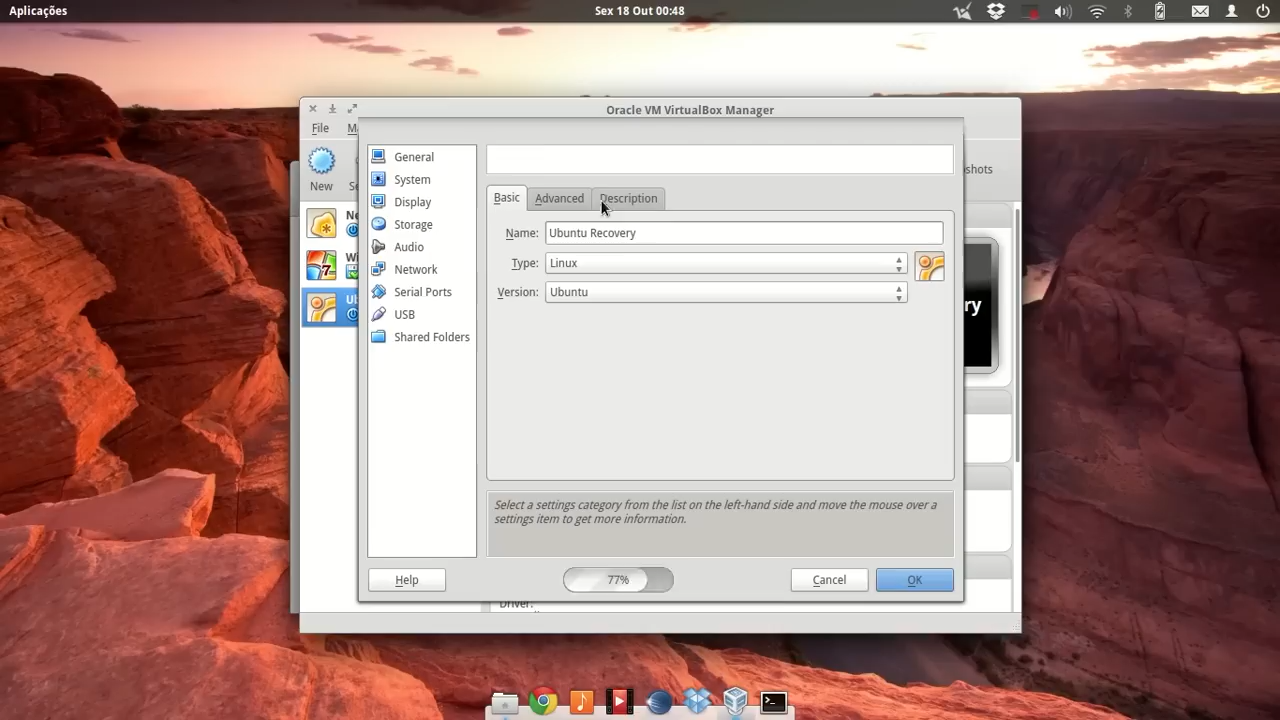 Aplicações
Sex 18 Out 00:48
Oracle VM VirtualBox Manager
File
New
shots
General
System
Display
Storage
Audio
Network
Serial Ports
USB
Shared Folders
Basic
Advanced
Description
Name:
Ubuntu Recovery
Type:
Linux
Version:
Ubuntu
ry
Select a settings category from the list on the left-hand side and move the mouse over a
settings item to get more information.
Help
77%
Cancel
OK
Driver: